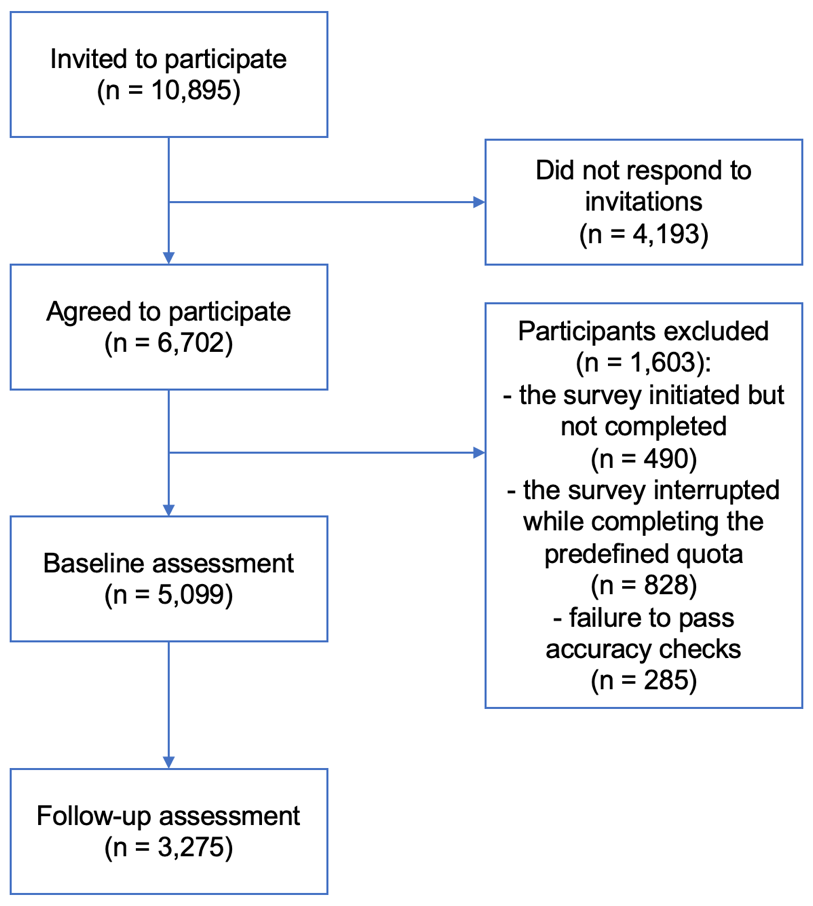 Invited to participate
(n = 10,895)
Did not respond to
invitations
(n = 4,193)
Agreed to participate
(n = 6,702)
Participants excluded
(n = 1,603):
- the survey initiated but
not completed
(n = 490)
- the survey interrupted
while completing the
predefined quota
(n = 828)
- failure to pass
accuracy checks
(n = 285)
Baseline assessment
(n = 5,099)
Follow-up assessment
(n = 3,275)